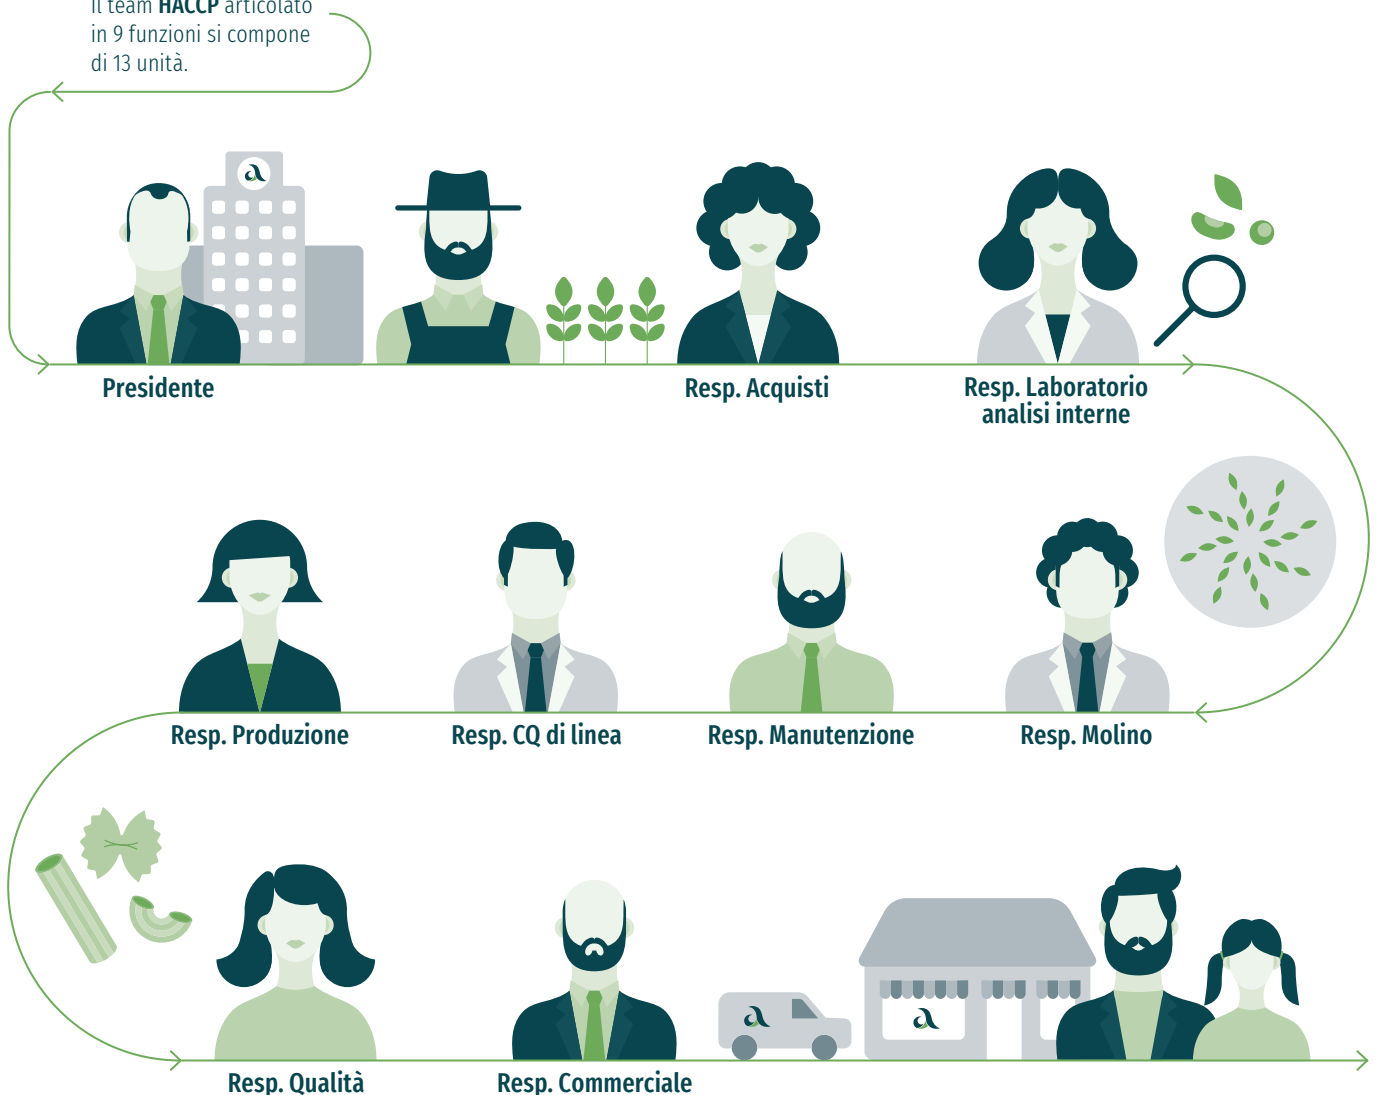 Il team HACCP articolato
in 9 funzioni si compone
di 13 unità.
Presidente
Resp. Acquisti
Resp. Laboratorio
analisi interne
Resp. Produzione
Resp. CQ di linea
Resp. Manutenzione
Resp. Molino
Resp. Qualità
Resp. Commerciale